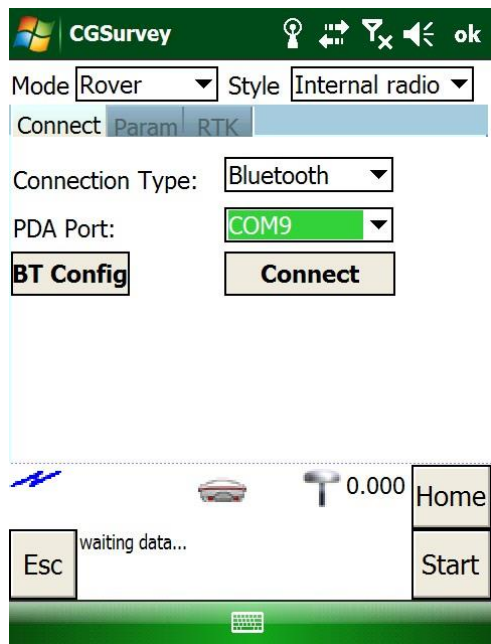 CGSurvey ok
Mode Rover Style Internal radio
Connect Param RTK
Connection Type: Bluetooth
PDA Port: COM9
BT Config Connect
0.000 Home
Esc waiting data... Start